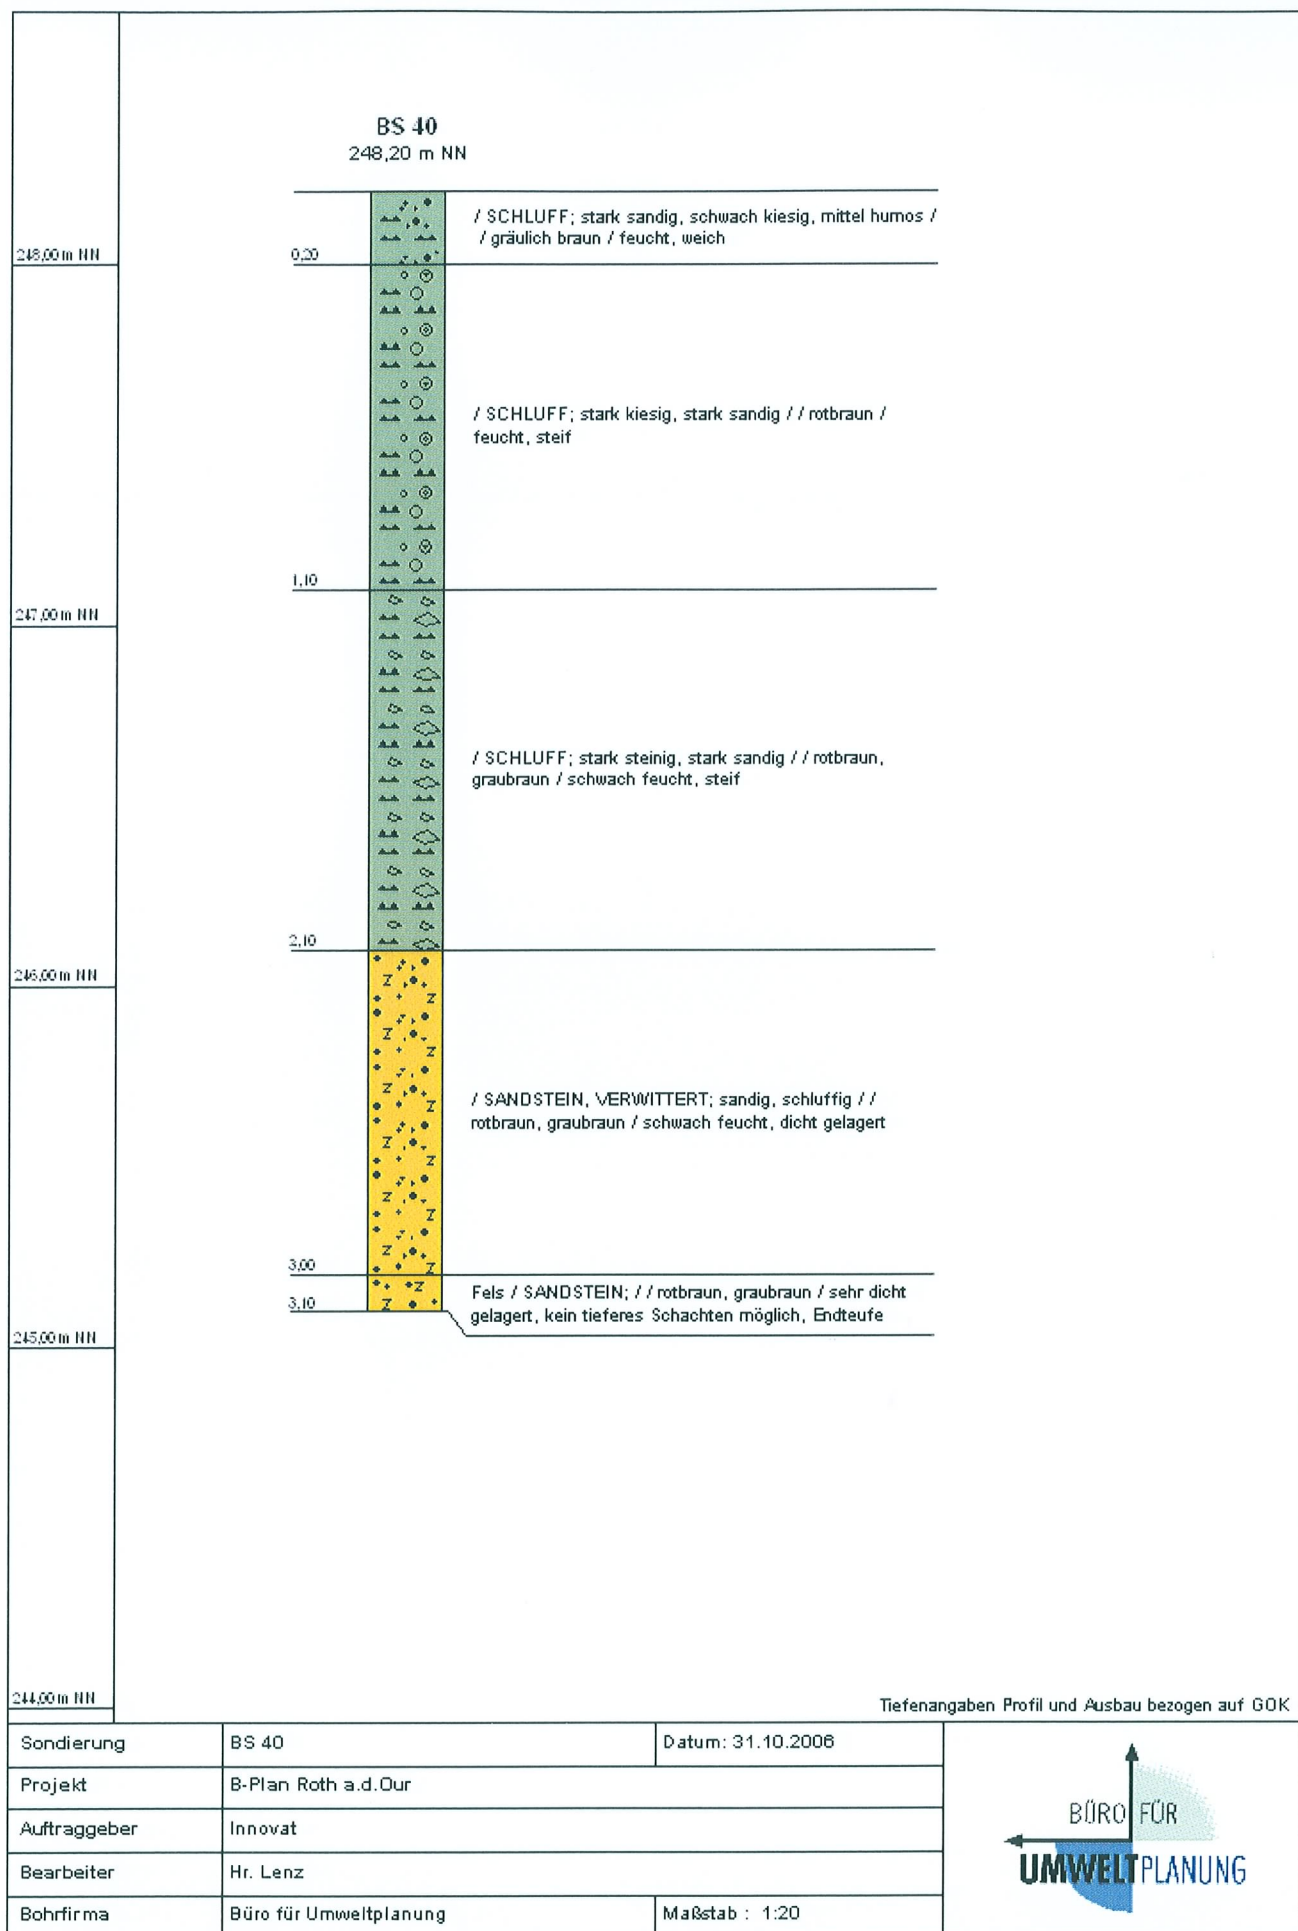 BS 40
248,20 m NN
/ SCHLUFF; stark sandig, schwach kiesig, mittel humos /
/ gräulich braun / feucht, weich
248,00 m NN
0,20
/ SCHLUFF; stark kiesig, stark sandig / / rotbraun /
feucht, steif
1,10
247,00 m NN
/ SCHLUFF; stark steinig, stark sandig / / rotbraun,
graubraun / schwach feucht, steif
2,10
246,00 m NN
/ SANDSTEIN, VERWITTERT; sandig, schluffig / /
rotbraun, graubraun / schwach feucht, dicht gelagert
3,00
Fels / SANDSTEIN; / / rotbraun, graubraun / sehr dicht
gelagert, kein tieferes Schachten möglich, Endteufe
3,10
245,00 m NN
244,00 m NN
Tiefenangaben Profil und Ausbau bezogen auf GOK
Sondierung BS 40 Datum: 31.10.2006
Projekt B-Plan Roth a.d.Our
Auftraggeber Innovat
Bearbeiter Hr. Lenz
Bohrfirma Büro für Umweltplanung Maßstab : 1:20
BÜRO FÜR
UMWELTPLANUNG